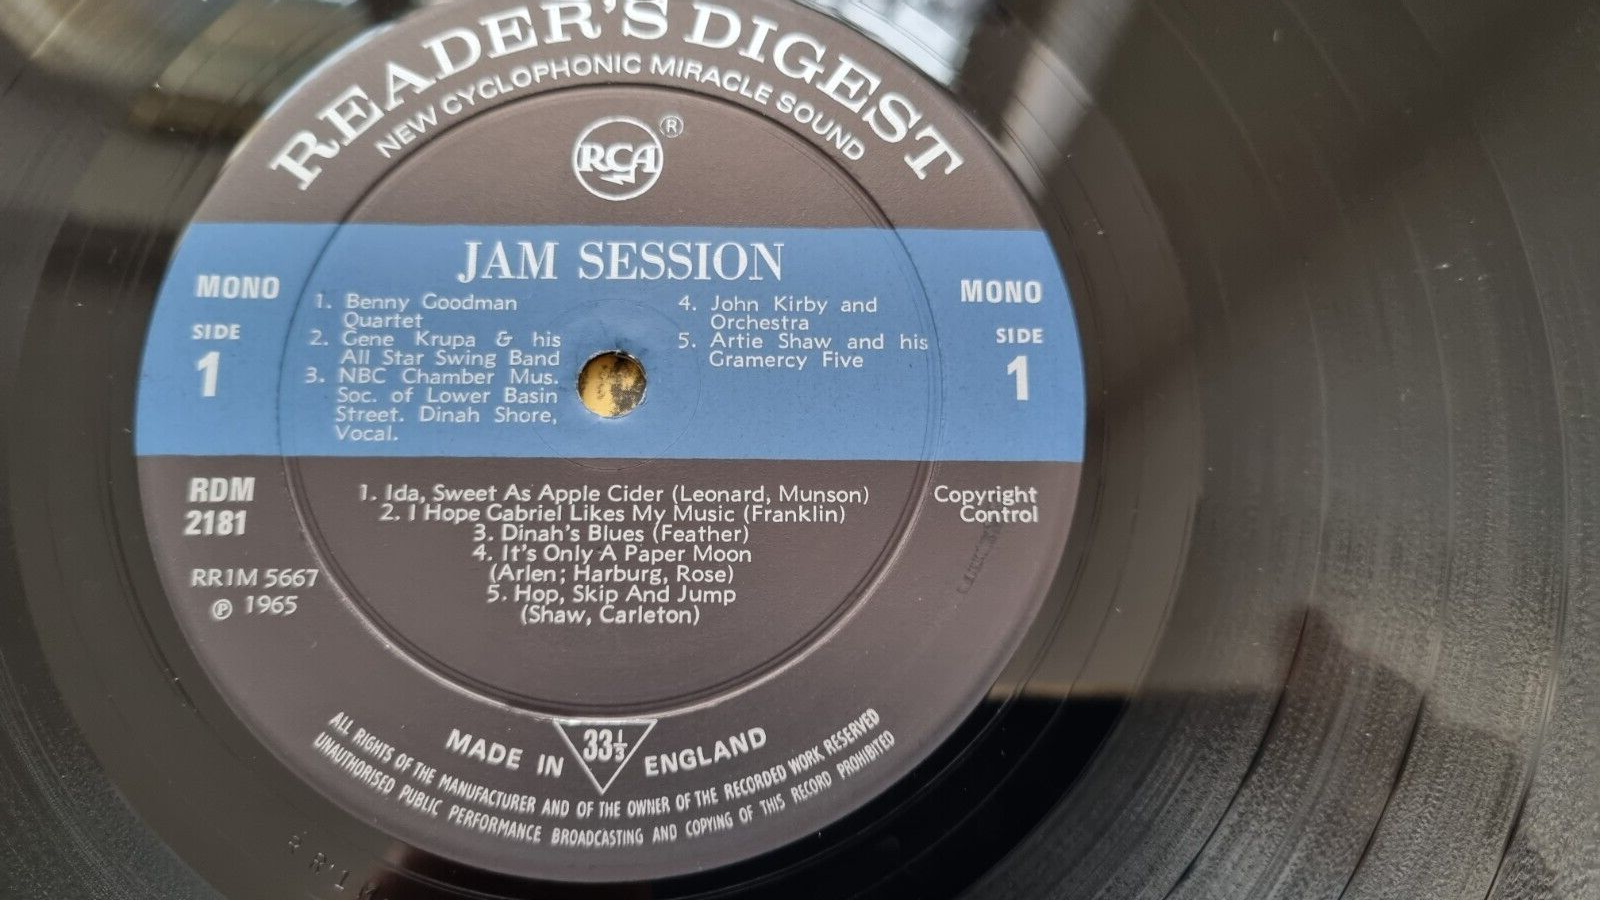 READER'S DIGEST
NEW CYCLOPHONIC MIRACLE SOUND
RCA ®
JAM SESSION
MONO
SIDE
1
1. Benny Goodman
Quartet
2. Gene Krupa & his
All Star Swing Band
3. NBC Chamber Mus.
Soc. of Lower Basin
Street. Dinah Shore,
Vocal.
4. John Kirby and
Orchestra
5. Artie Shaw and his
Gramercy Five
MONO
SIDE
1
RDM
2181
RR1M 5667
℗ 1965
1. Ida, Sweet As Apple Cider (Leonard, Munson)
2. I Hope Gabriel Likes My Music (Franklin)
3. Dinah's Blues (Feather)
4. It's Only A Paper Moon
(Arlen; Harburg, Rose)
5. Hop, Skip And Jump
(Shaw, Carleton)
Copyright
Control
MADE IN 33⅓ ENGLAND
ALL RIGHTS OF THE MANUFACTURER AND OF THE OWNER OF THE RECORDED WORK RESERVED
UNAUTHORISED PUBLIC PERFORMANCE BROADCASTING AND COPYING OF THIS RECORD PROHIBITED